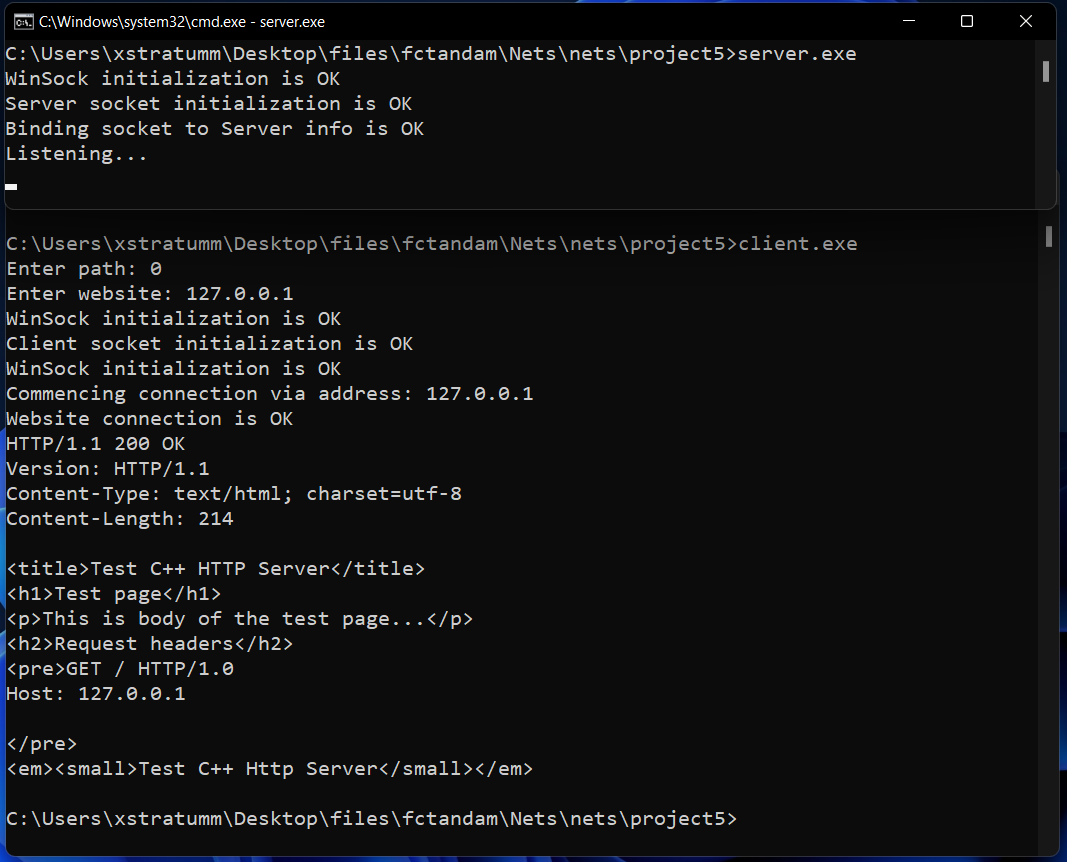 C:\Windows\system32\cmd.exe - server.exe
C:\Users\xstratumm\Desktop\files\fctandam\Nets\nets\project5>server.exe
WinSock initialization is OK
Server socket initialization is OK
Binding socket to Server info is OK
Listening...
C:\Users\xstratumm\Desktop\files\fctandam\Nets\nets\project5>client.exe
Enter path: 0
Enter website: 127.0.0.1
WinSock initialization is OK
Client socket initialization is OK
WinSock initialization is OK
Commencing connection via address: 127.0.0.1
Website connection is OK
HTTP/1.1 200 OK
Version: HTTP/1.1
Content-Type: text/html; charset=utf-8
Content-Length: 214
<title>Test C++ HTTP Server</title>
<h1>Test page</h1>
<p>This is body of the test page...</p>
<h2>Request headers</h2>
<pre>GET / HTTP/1.0
Host: 127.0.0.1
</pre>
<em><small>Test C++ Http Server</small></em>
C:\Users\xstratumm\Desktop\files\fctandam\Nets\nets\project5>